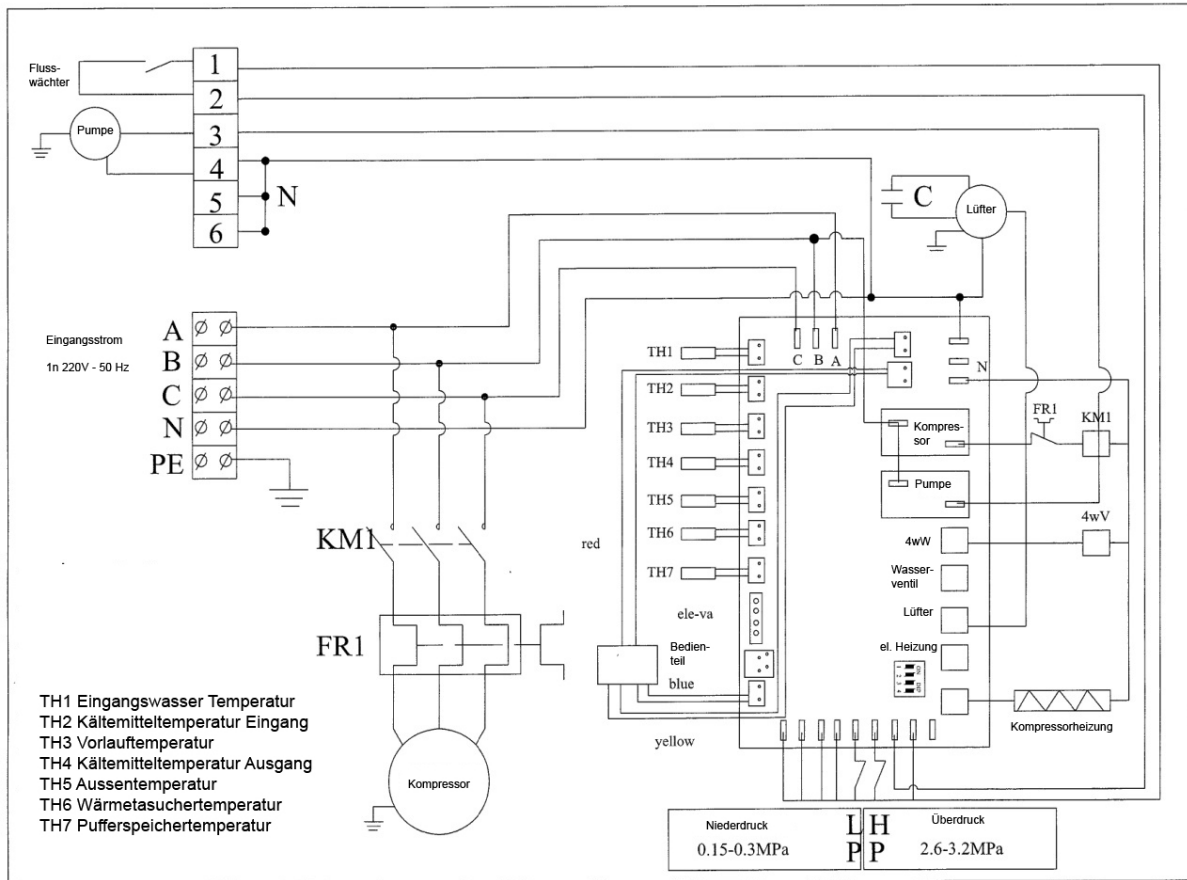 Fluss-
wächter
1
2
3
4
5
6
Pumpe
N
C
Lüfter
Eingangsstrom
1n 220V - 50 Hz
A
B
C
N
PE
TH1
TH2
TH3
TH4
TH5
TH6
TH7
C B A
N
Kompres-
sor
FR1
KM1
Pumpe
4wV
4wW
Wasser-
ventil
Lüfter
el. Heizung
red
ele-va
Bedien-
teil
blue
yellow
KM1
FR1
Kompressor
Kompressorheizung
TH1 Eingangswasser Temperatur
TH2 Kältemitteltemperatur Eingang
TH3 Vorlauftemperatur
TH4 Kältemitteltemperatur Ausgang
TH5 Aussentemperatur
TH6 Wärmetasuchertemperatur
TH7 Pufferspeichertemperatur
Niederdruck
0.15-0.3MPa
L
P
H
P
Überdruck
2.6-3.2MPa